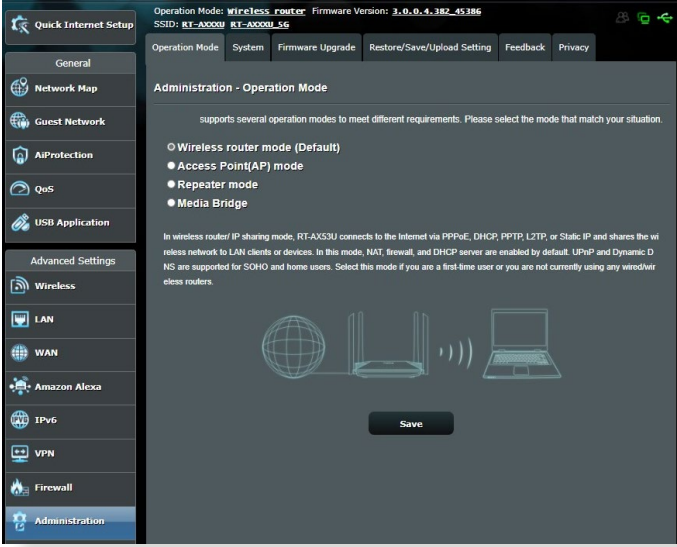 Quick Internet Setup
Operation Mode: Wireless router Firmware Version: 3.0.0.4.382_45386
SSID: RT-AXXXU RT-AXXXU_5G
Operation Mode System Firmware Upgrade Restore/Save/Upload Setting Feedback Privacy
General
Network Map
Guest Network
AiProtection
QoS
USB Application
Advanced Settings
Wireless
LAN
WAN
Amazon Alexa
IPv6
VPN
Firewall
Administration
Administration - Operation Mode
supports several operation modes to meet different requirements. Please select the mode that match your situation.
Wireless router mode (Default)
Access Point(AP) mode
Repeater mode
Media Bridge
In wireless router/ IP sharing mode, RT-AX53U connects to the Internet via PPPoE, DHCP, PPTP, L2TP, or Static IP and shares the wi
reless network to LAN clients or devices. In this mode, NAT, firewall, and DHCP server are enabled by default. UPnP and Dynamic D
NS are supported for SOHO and home users. Select this mode if you are a first-time user or you are not currently using any wired/wir
eless routers.
Save